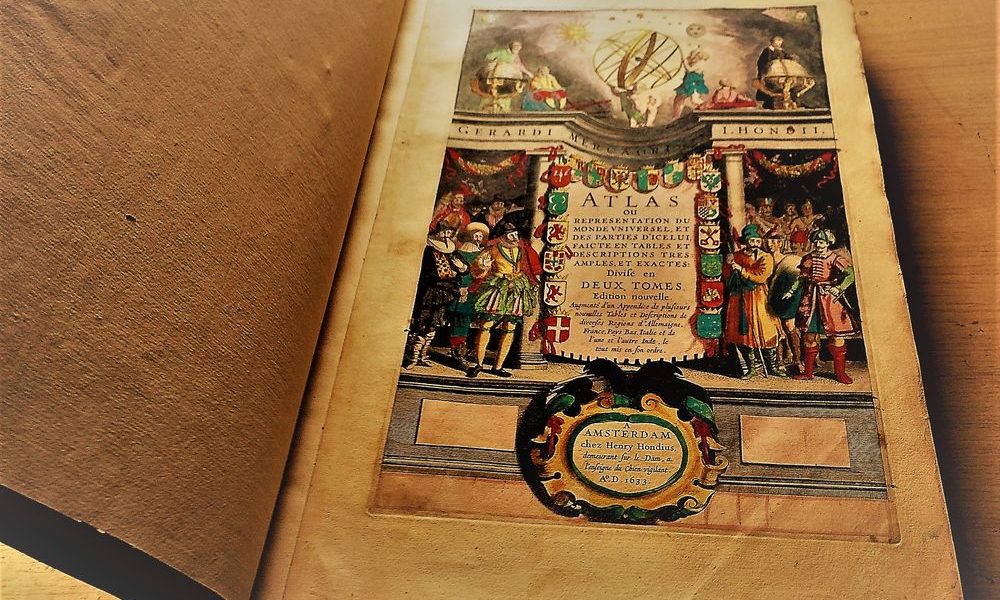 GERARDI MERCATORIS I. HONDII.
ATLAS
OU
REPRESENTATION DU
MONDE VNIVERSEL, ET
DES PARTIES D'ICELUI,
FAICTE EN TABLES ET
DESCRIPTIONS TRES
AMPLES, ET EXACTES:
Divisé en
DEUX TOMES.
Edition nouvelle.
Augmenté d'un Appendice de plusieurs
nouvelles Tables et Descriptions de
diverses Regions d'Allemaigne,
France, Pays Bas, Italie et de
l'une et l'autre Inde, le
tout mis en son ordre.
A
AMSTERDAM,
chez Henry Hondius,
demeurant sur le Dam, a
l'enseigne du Chien vigilant.
Aº. D. 1633.